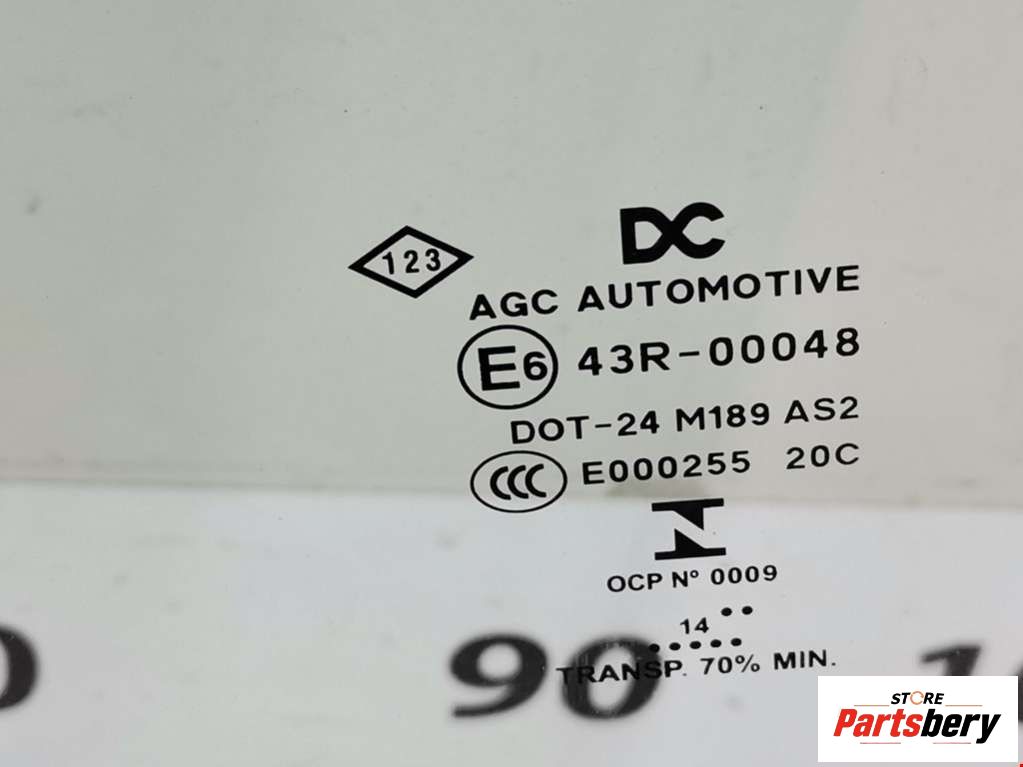 DC
123
AGC AUTOMOTIVE
E6 43R-00048
DOT-24 M189 AS2
CCC E000255 20C
OCP Nº 0009
14
TRANSP. 70% MIN.
90
STORE
Partsbery